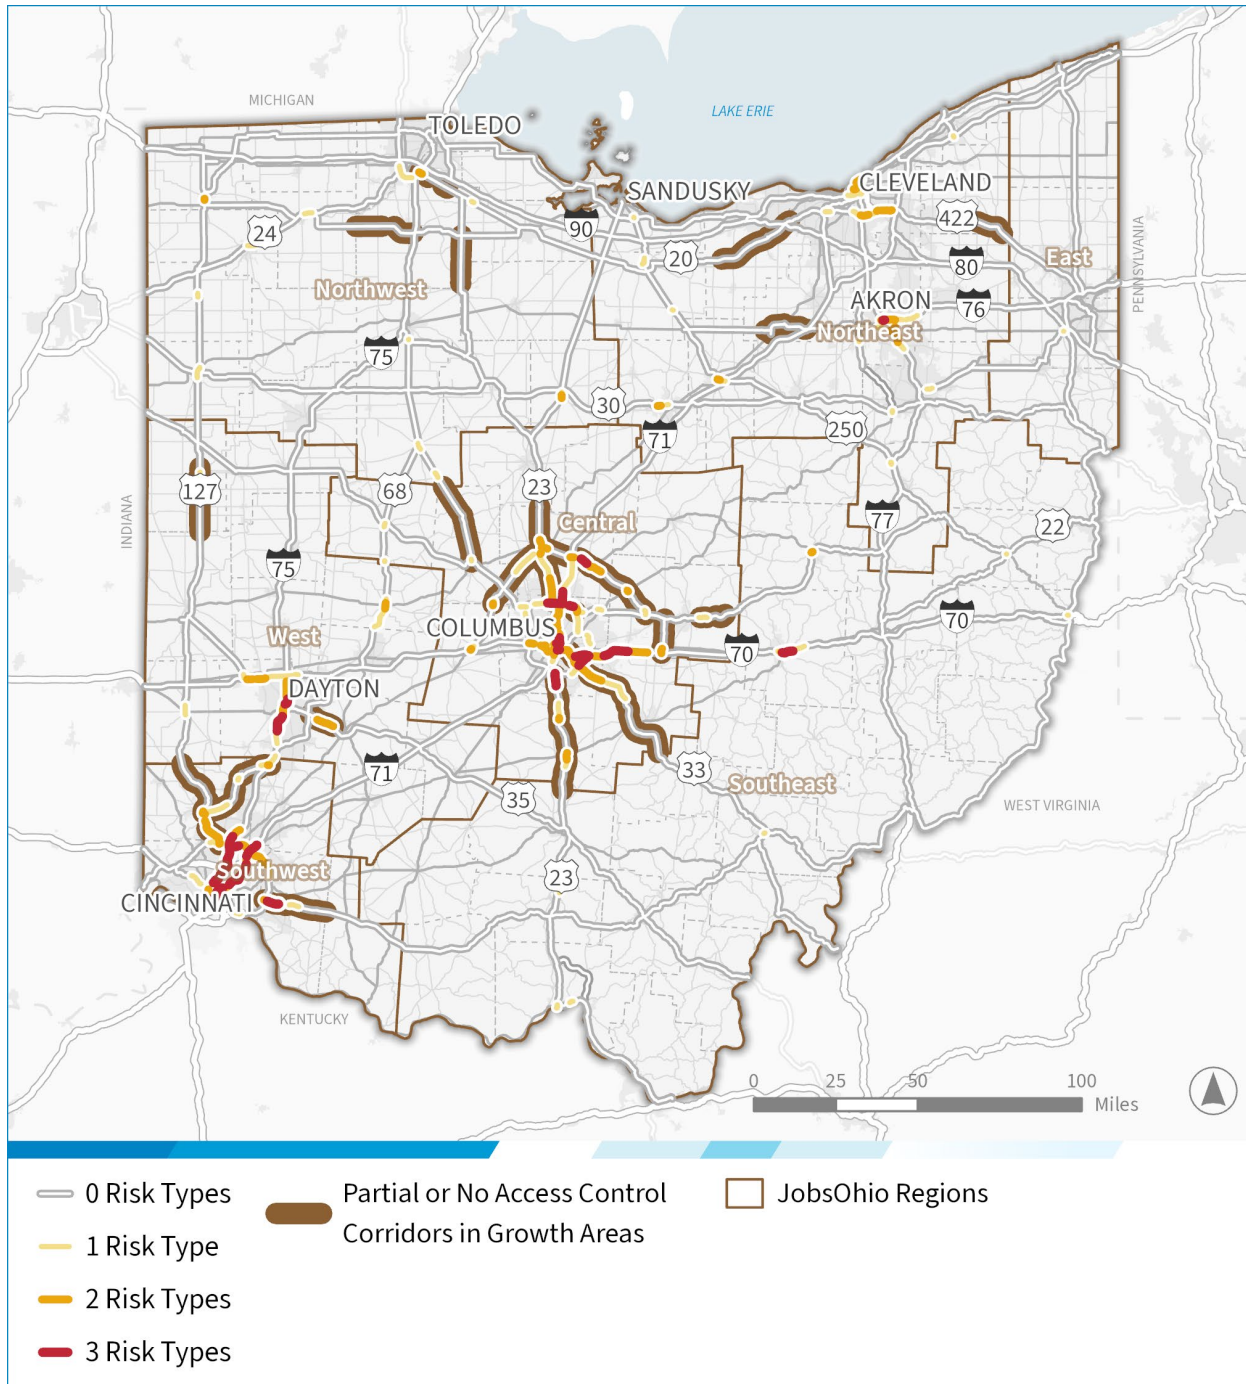 MICHIGAN
LAKE ERIE
TOLEDO
SANDUSKY
CLEVELAND
90
422
24
20
80
East
PENNSYLVANIA
Northwest
AKRON
76
Northeast
75
30
71
250
127
68
23
Central
77
22
INDIANA
75
West
COLUMBUS
70
70
DAYTON
71
33
Southeast
35
WEST VIRGINIA
Southwest
23
CINCINNATI
KENTUCKY
0 25 50 100
Miles
0 Risk Types
1 Risk Type
2 Risk Types
3 Risk Types
Partial or No Access Control
Corridors in Growth Areas
JobsOhio Regions